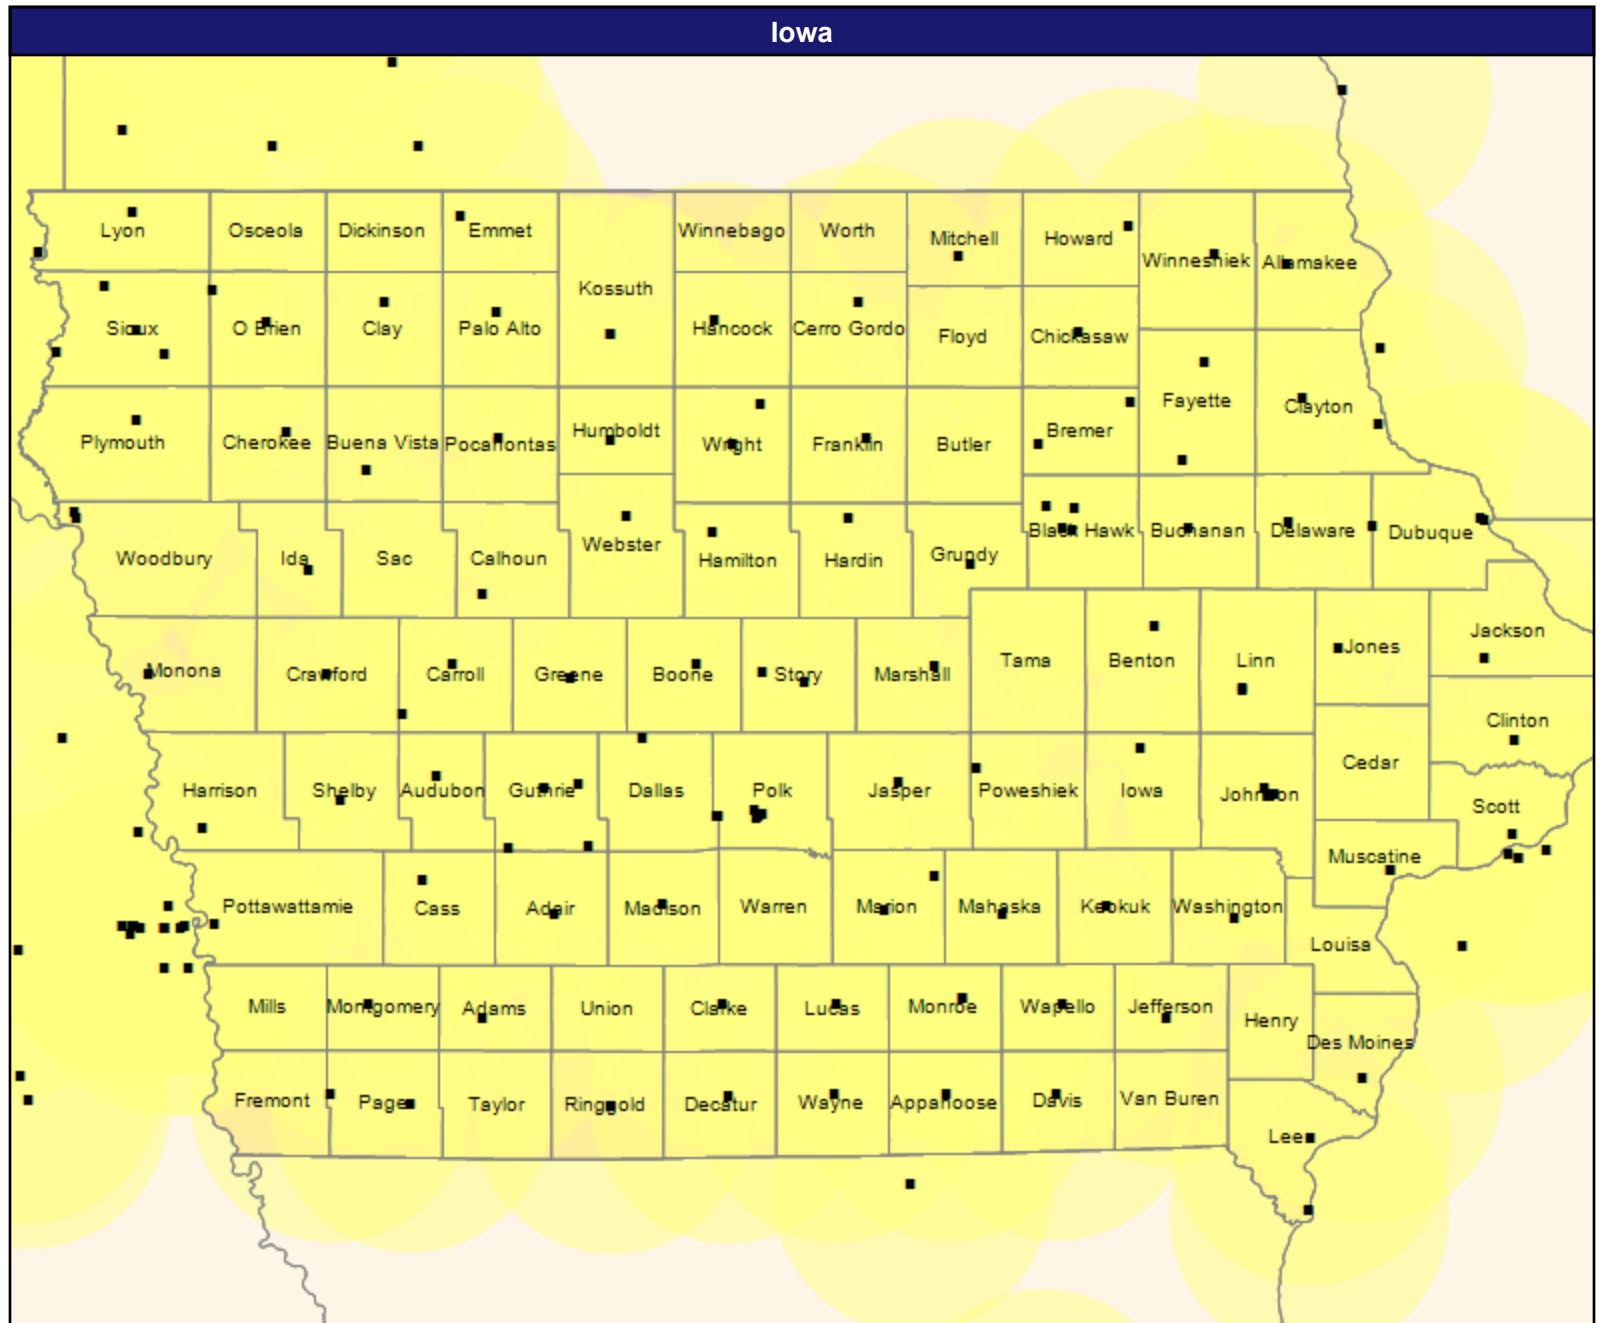 Iowa
Lyon
Osceola
Dickinson
Emmet
Kossuth
Winnebago
Worth
Mitchell
Howard
Winneshiek
Allamakee
Sioux
O Brien
Clay
Palo Alto
Hancock
Cerro Gordo
Floyd
Chickasaw
Fayette
Clayton
Plymouth
Cherokee
Buena Vista
Pocahontas
Humboldt
Wright
Franklin
Butler
Bremer
Woodbury
Ida
Sac
Calhoun
Webster
Hamilton
Hardin
Grundy
Black Hawk
Buchanan
Delaware
Dubuque
Monona
Crawford
Carroll
Greene
Boone
Story
Marshall
Tama
Benton
Linn
Jones
Jackson
Clinton
Harrison
Shelby
Audubon
Guthrie
Dallas
Polk
Jasper
Poweshiek
Iowa
Johnson
Cedar
Scott
Muscatine
Pottawattamie
Cass
Adair
Madison
Warren
Marion
Mahaska
Keokuk
Washington
Louisa
Mills
Montgomery
Adams
Union
Clarke
Lucas
Monroe
Wapello
Jefferson
Henry
Des Moines
Fremont
Page
Taylor
Ringgold
Decatur
Wayne
Appanoose
Davis
Van Buren
Lee